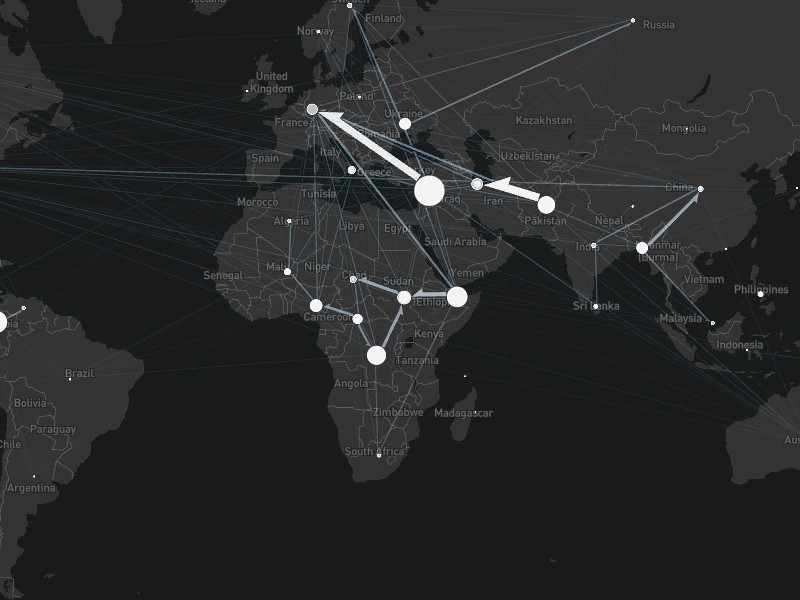 Iceland
Sweden
Finland
Norway
Russia
United
Kingdom
Poland
Ukraine
France
Kazakhstan
Mongolia
Romania
Italy
Uzbekistan
Spain
Greece
China
Tunisia
Morocco
Iraq
Iran
Pakistan
Nepal
Algeria
Libya
Egypt
Saudi Arabia
India
Myanmar
(Burma)
Senegal
Mali
Niger
Chad
Sudan
Yemen
Vietnam
Philippines
Ethiop
Sri Lanka
Cameroon
Malaysia
Kenya
Indonesia
Tanzania
Brazil
Angola
Bolivia
Zimbabwe
Madagascar
Paraguay
Chile
Aus
South Africa
Argentina